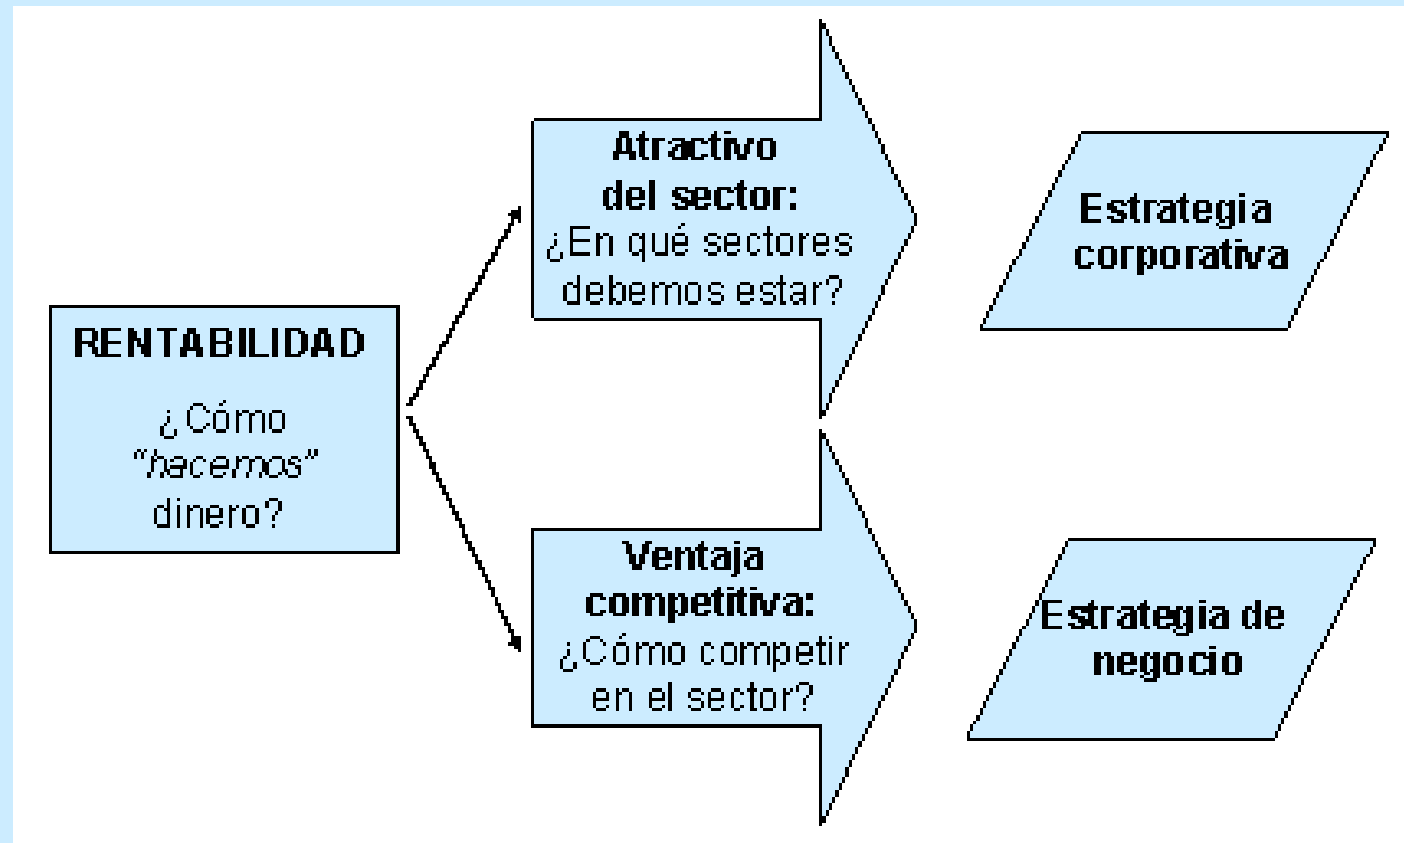 RENTABILIDAD
¿Cómo
"hacemos"
dinero?
Atractivo
del sector:
¿En qué sectores
debemos estar?
Estrategia
corporativa
Ventaja
competitiva:
¿Cómo competir
en el sector?
Estrategia de
negocio